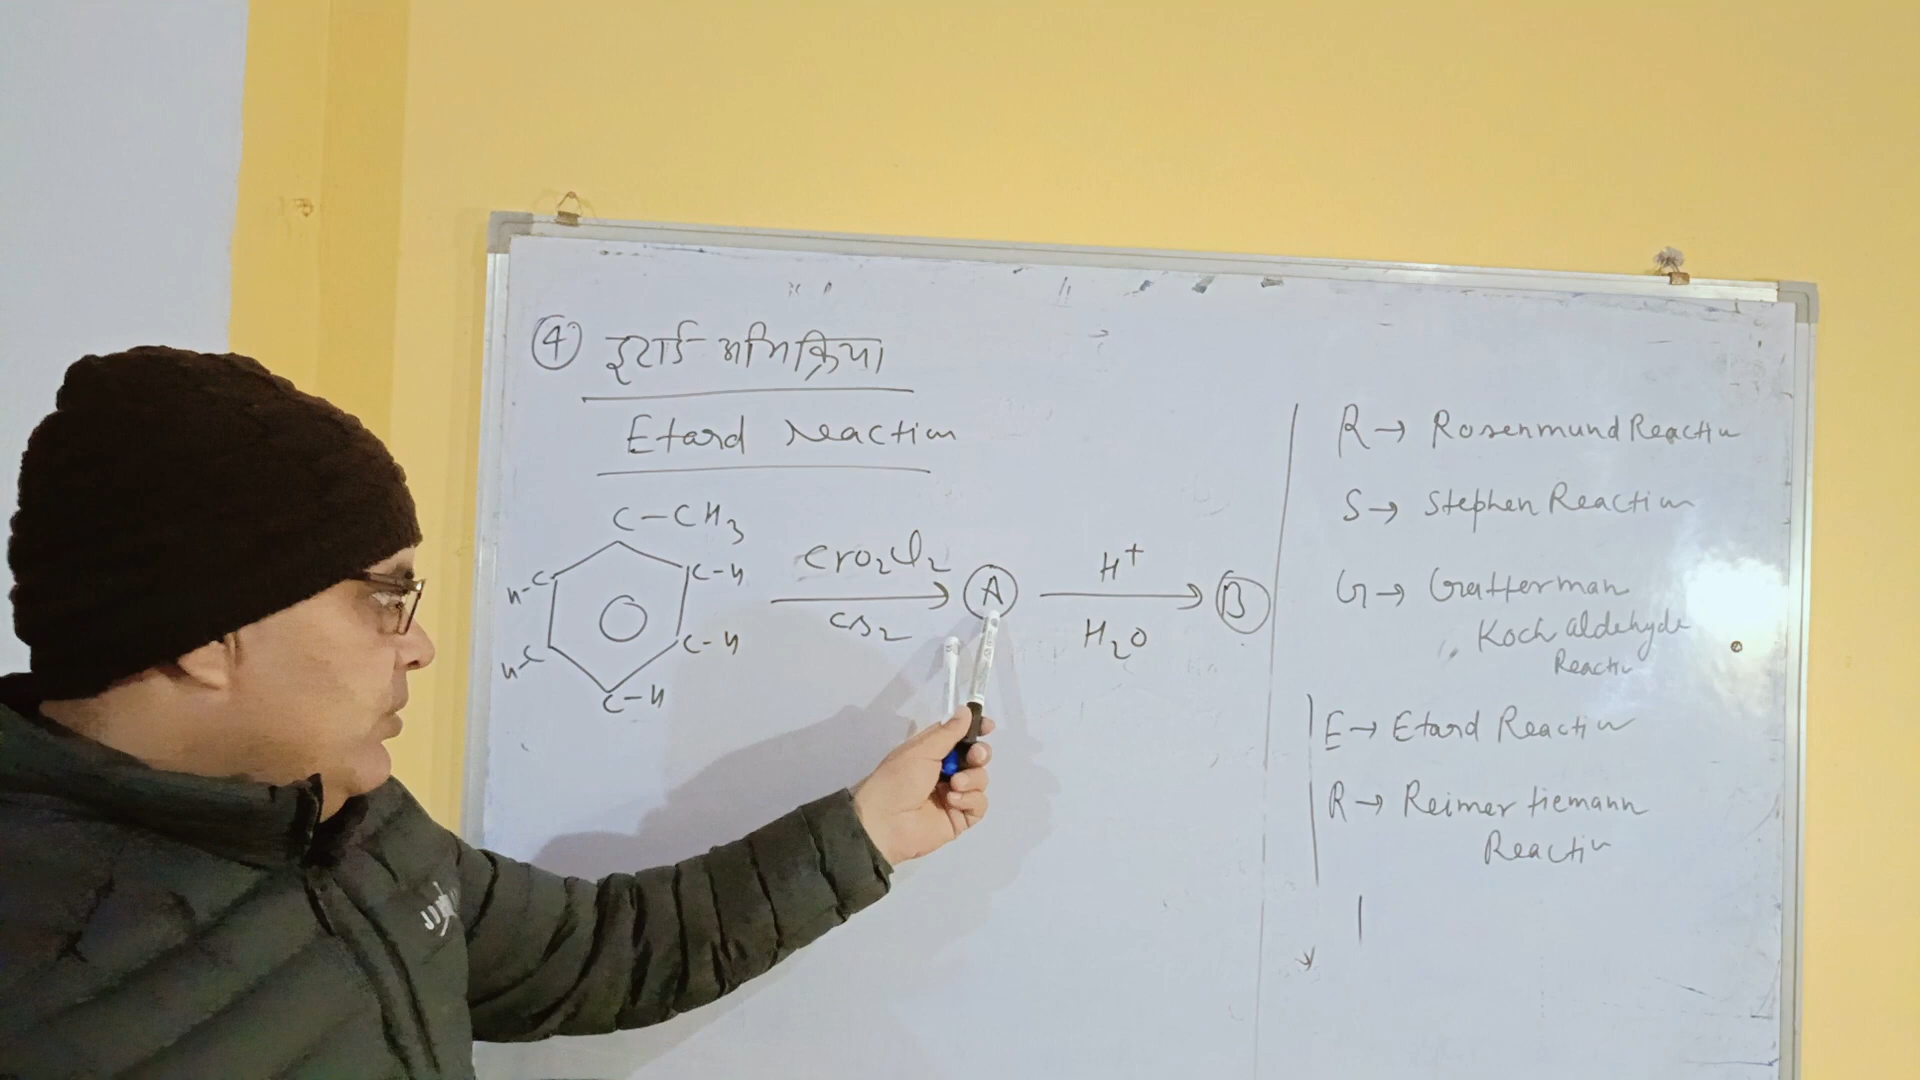 ④ इटार्ड अभिक्रिया
Etard reaction
C-CH3
H-C
C-H
H-C
C-H
C-H
CrO2Cl2
CS2
A
H+
H2O
B
R→ Rosenmund Reaction
S→ Stephen Reaction
G→ Gatterman
Koch aldehyde
Reaction
E→ Etard Reaction
R→ Reimer tiemann
Reaction